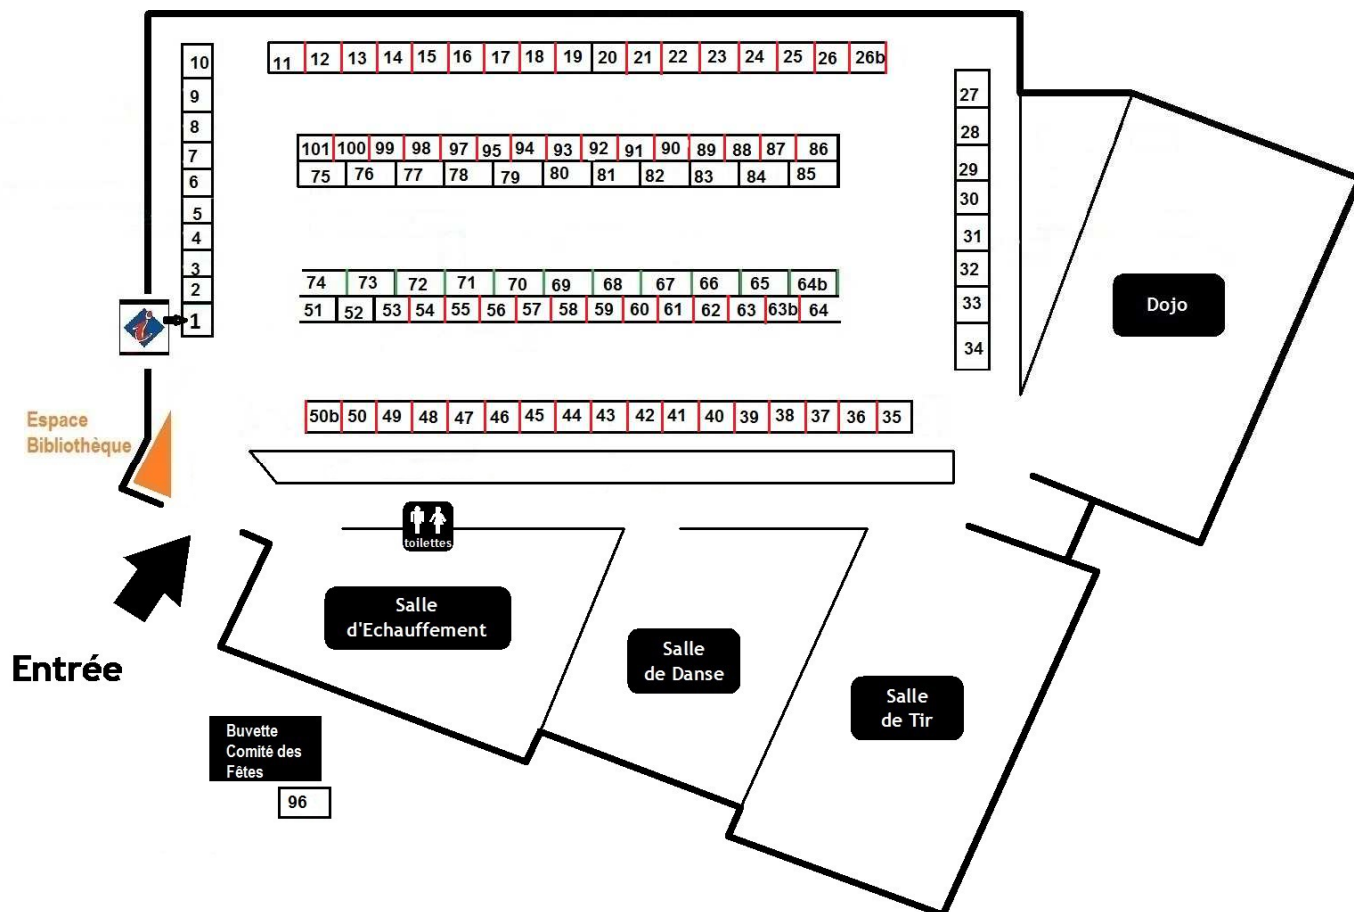 10
9
8
7
6
5
4
3
2
1
11 12 13 14 15 16 17 18 19 20 21 22 23 24 25 26 26b
101 100 99 98 97 95 94 93 92 91 90 89 88 87 86
75 76 77 78 79 80 81 82 83 84 85
74 73 72 71 70 69 68 67 66 65 64b
51 52 53 54 55 56 57 58 59 60 61 62 63 63b 64
50b 50 49 48 47 46 45 44 43 42 41 40 39 38 37 36 35
27
28
29
30
31
32
33
34
i
Dojo
Espace
Bibliothèque
toilettes
Salle
d'Echauffement
Salle
de Danse
Salle
de Tir
Entrée
Buvette
Comité des
Fêtes
96